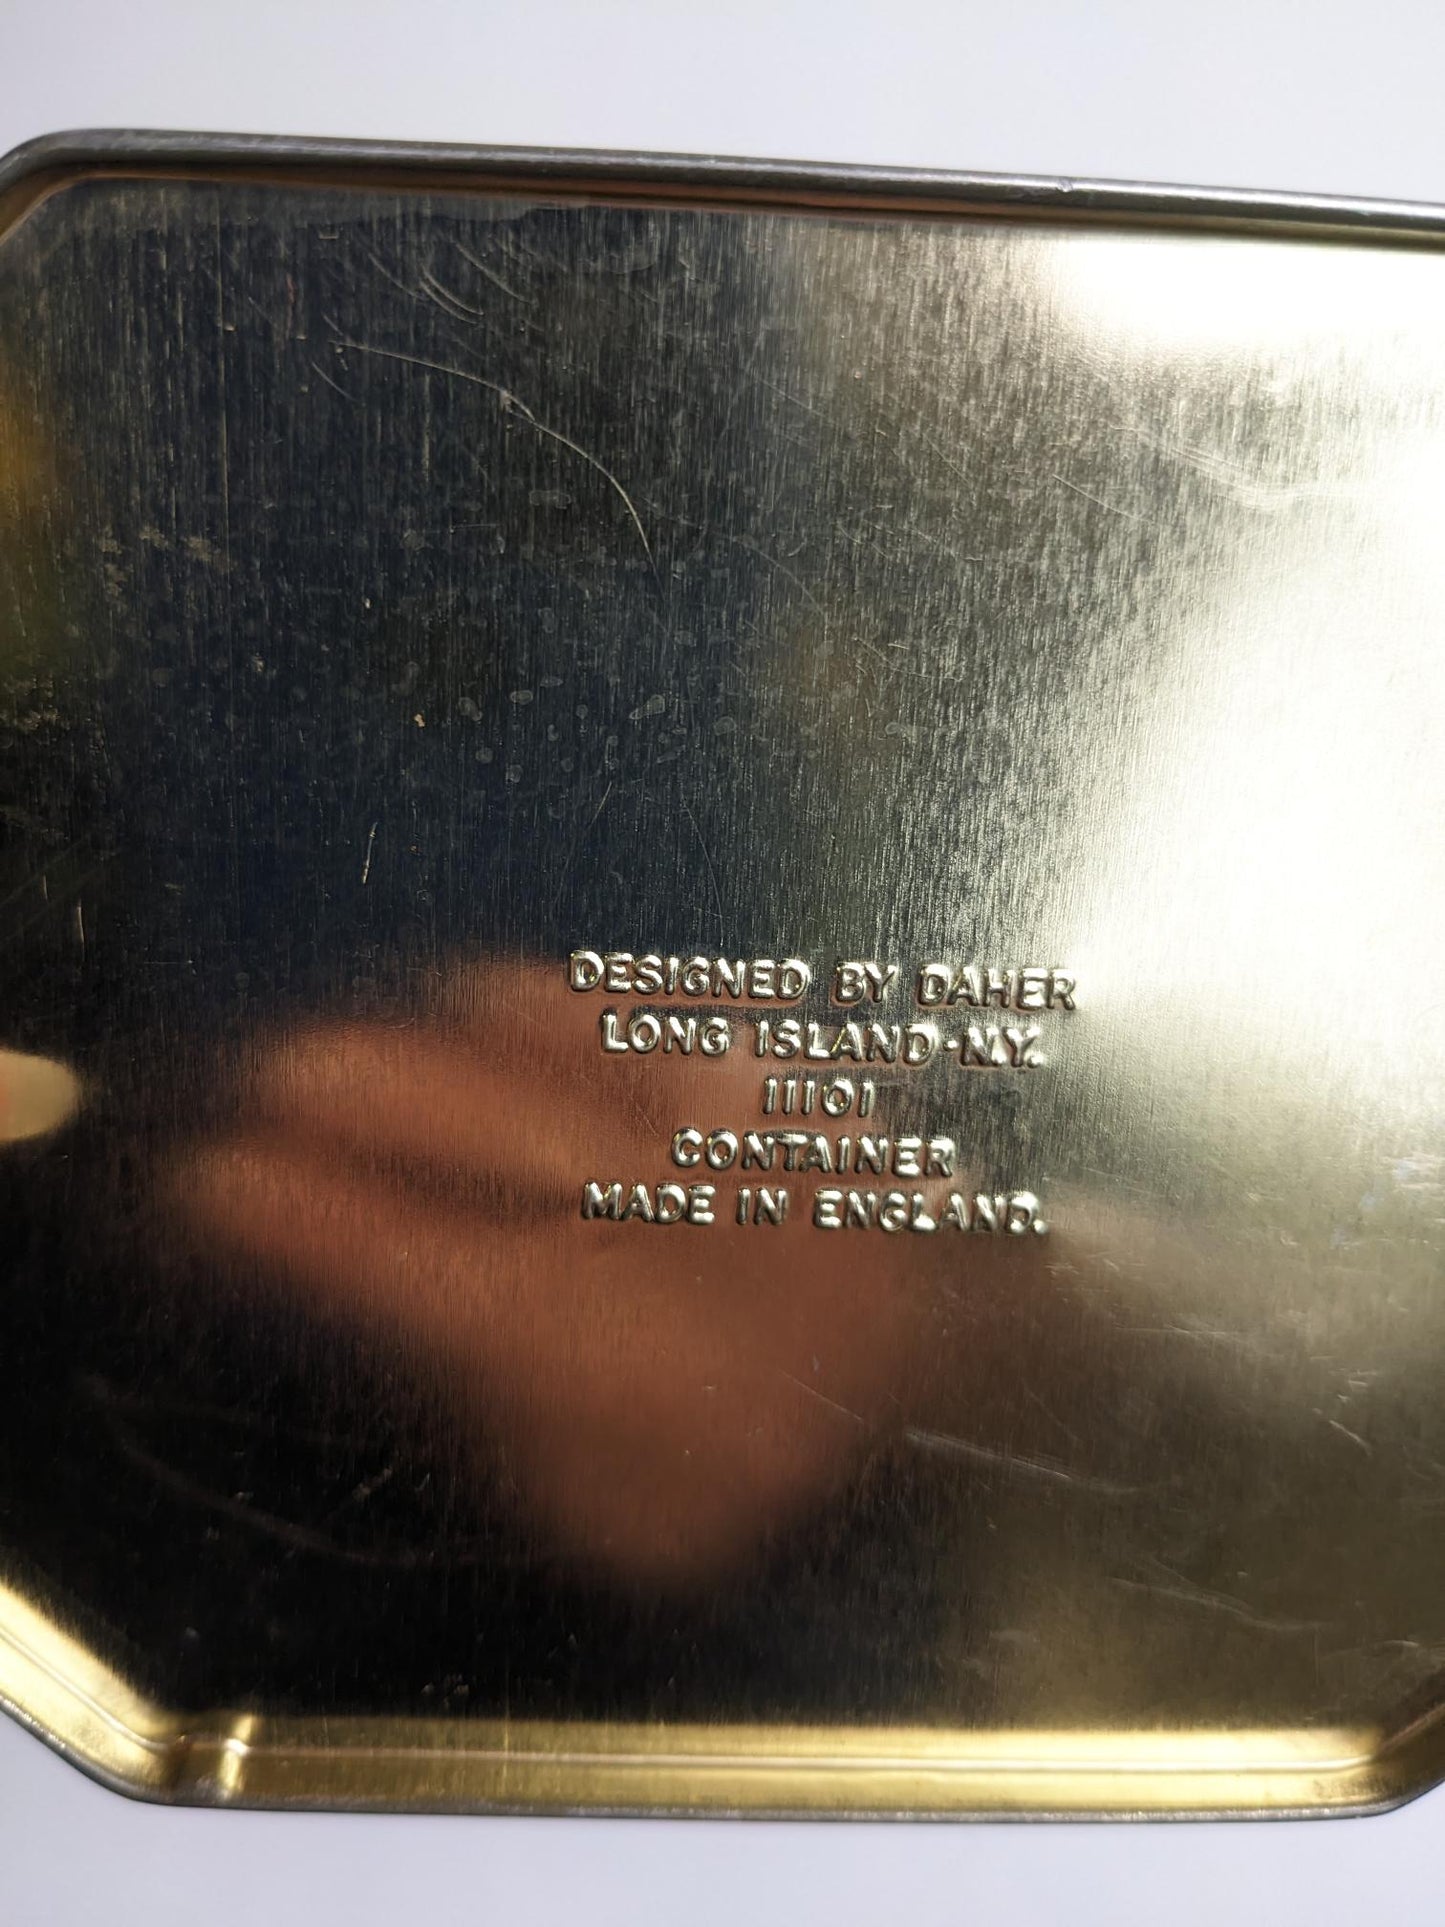 DESIGNED BY DAHER
LONG ISLAND·N.Y.
11101
CONTAINER
MADE IN ENGLAND.